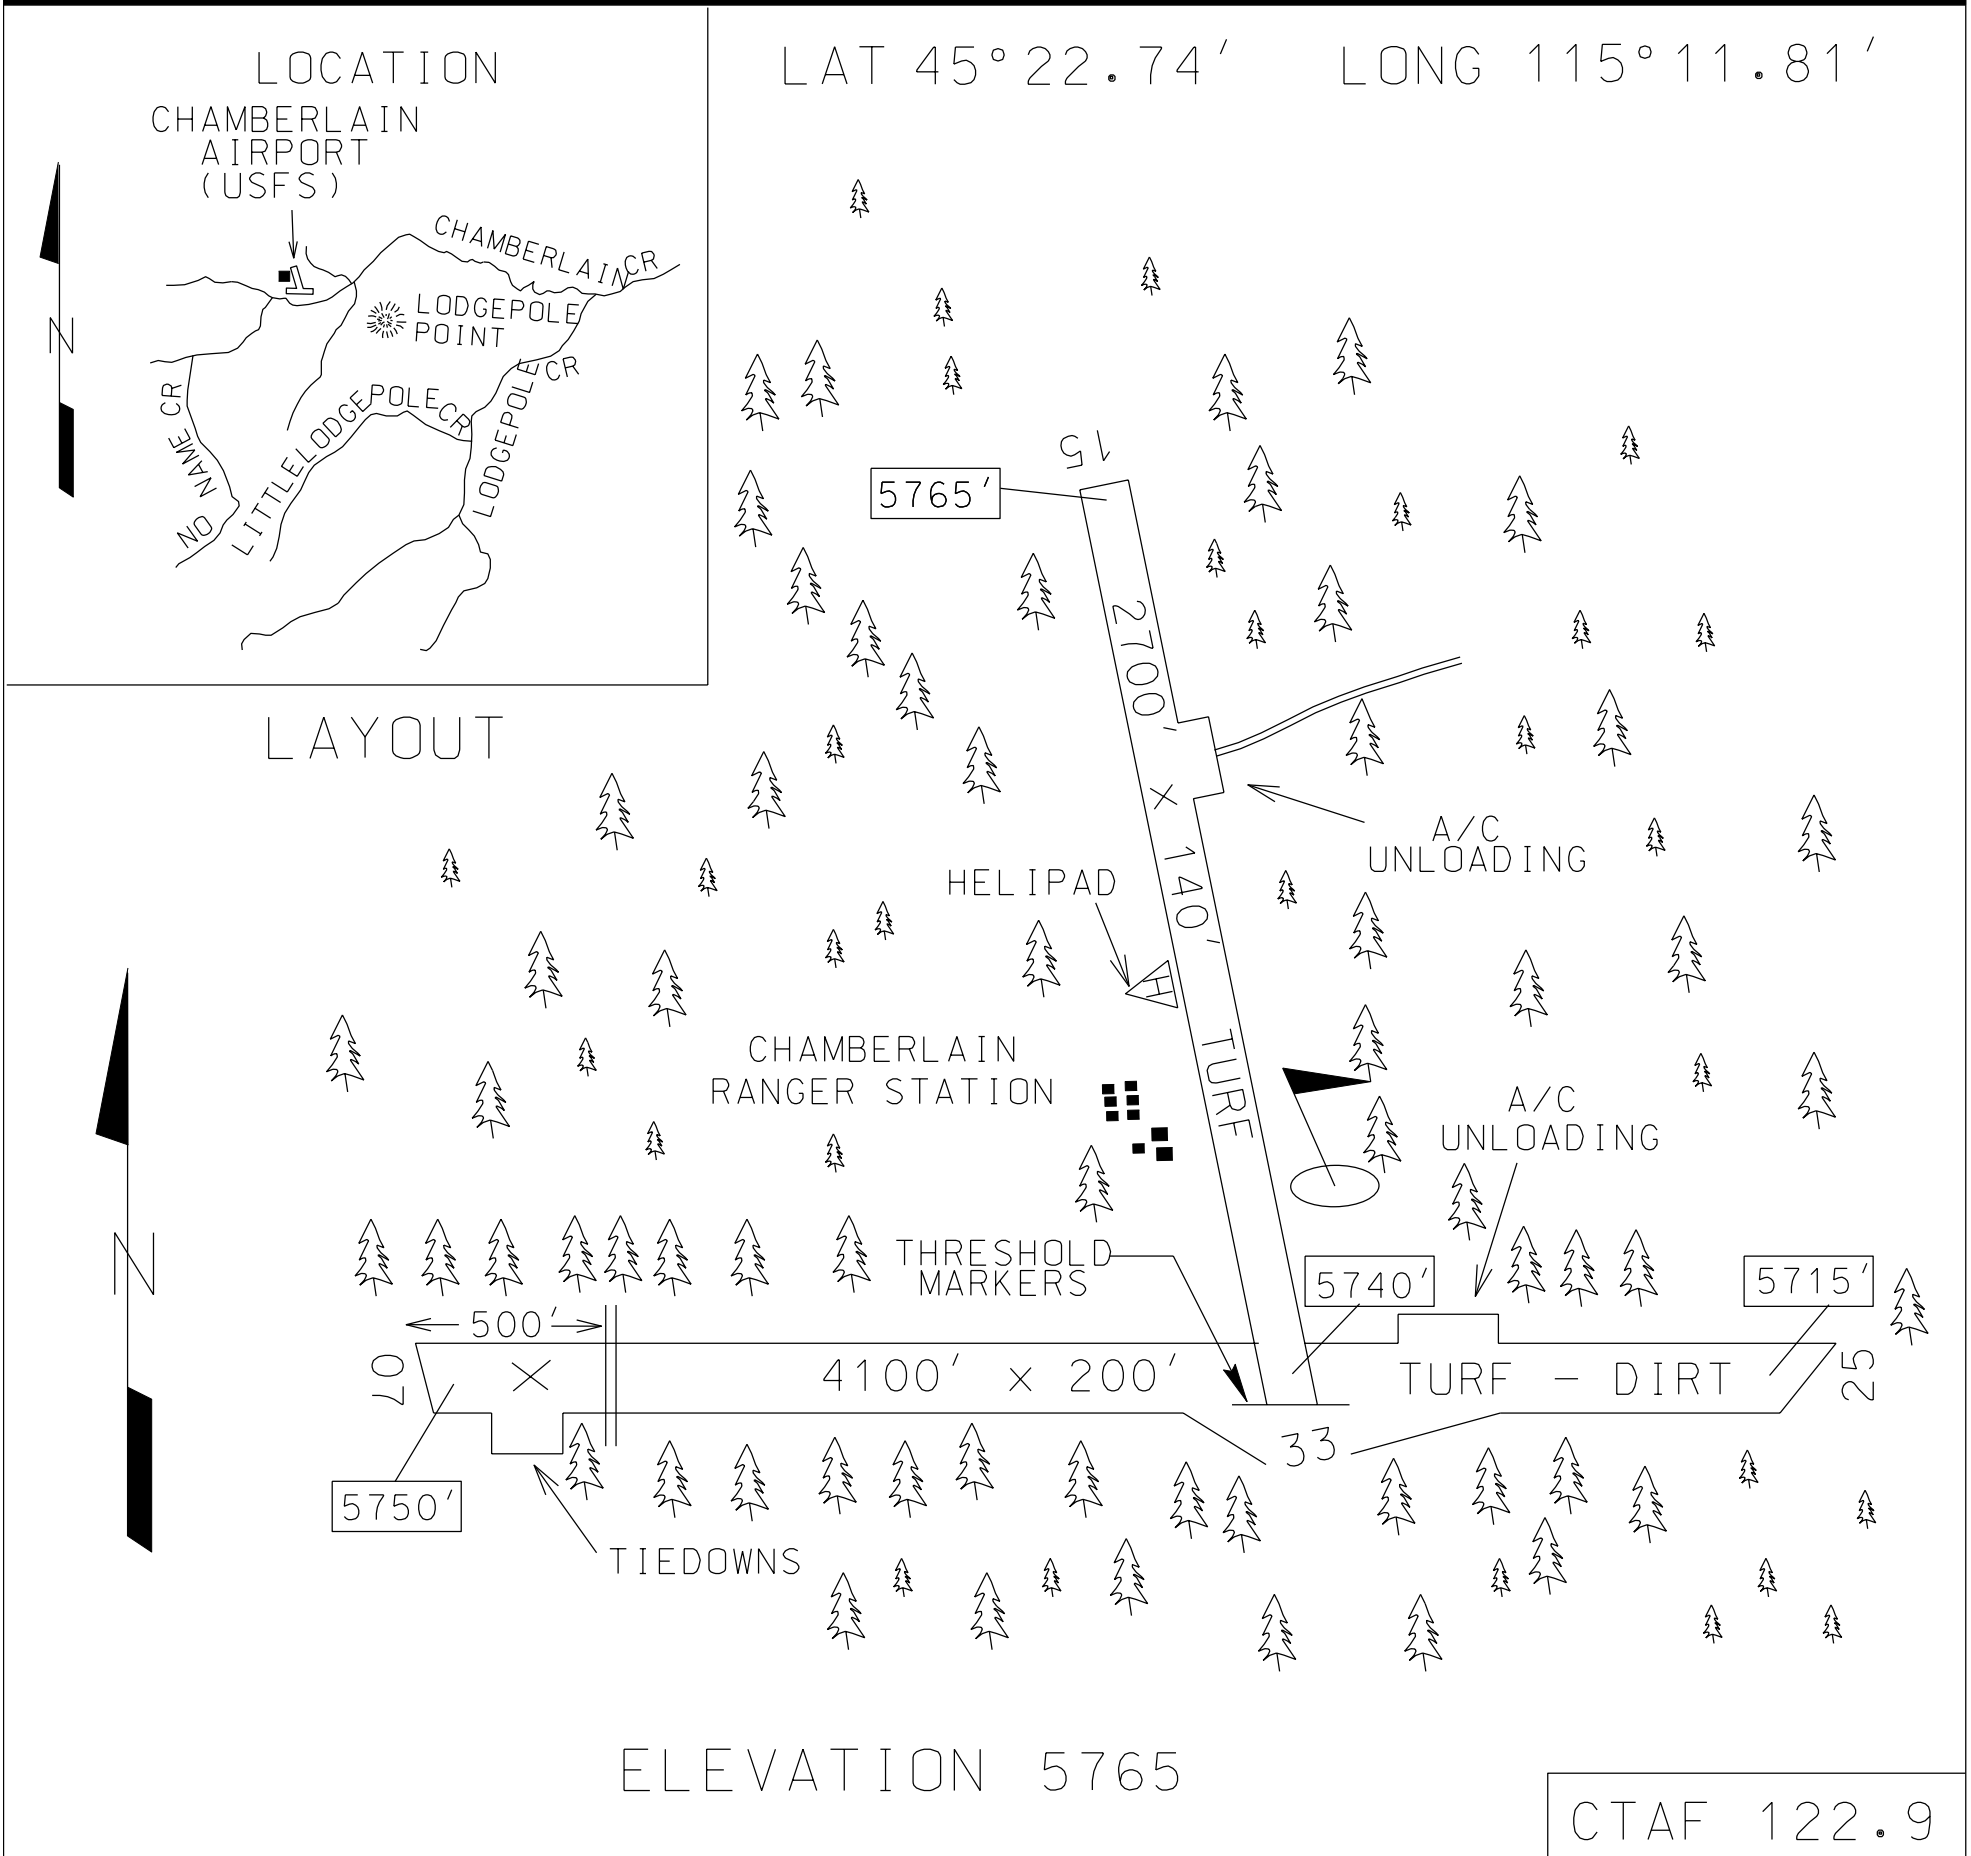 LOCATION
CHAMBERLAIN
AIRPORT
(USFS)
CHAMBERLAIN CR
LODGEPOLE
POINT
LODGEPOLE CR
LITTLE LODGEPOLE CR
NO NAME CR
N
LAT 45°22.74′ LONG 115°11.81′
LAYOUT
15
5765′
2700′ X 140′ TURF
A/C
UNLOADING
HELIPAD
H
CHAMBERLAIN
RANGER STATION
A/C
UNLOADING
N
THRESHOLD
MARKERS
5740′
5715′
500′
07
X
4100′ x 200′
TURF - DIRT
25
33
5750′
TIEDOWNS
ELEVATION 5765
CTAF 122.9